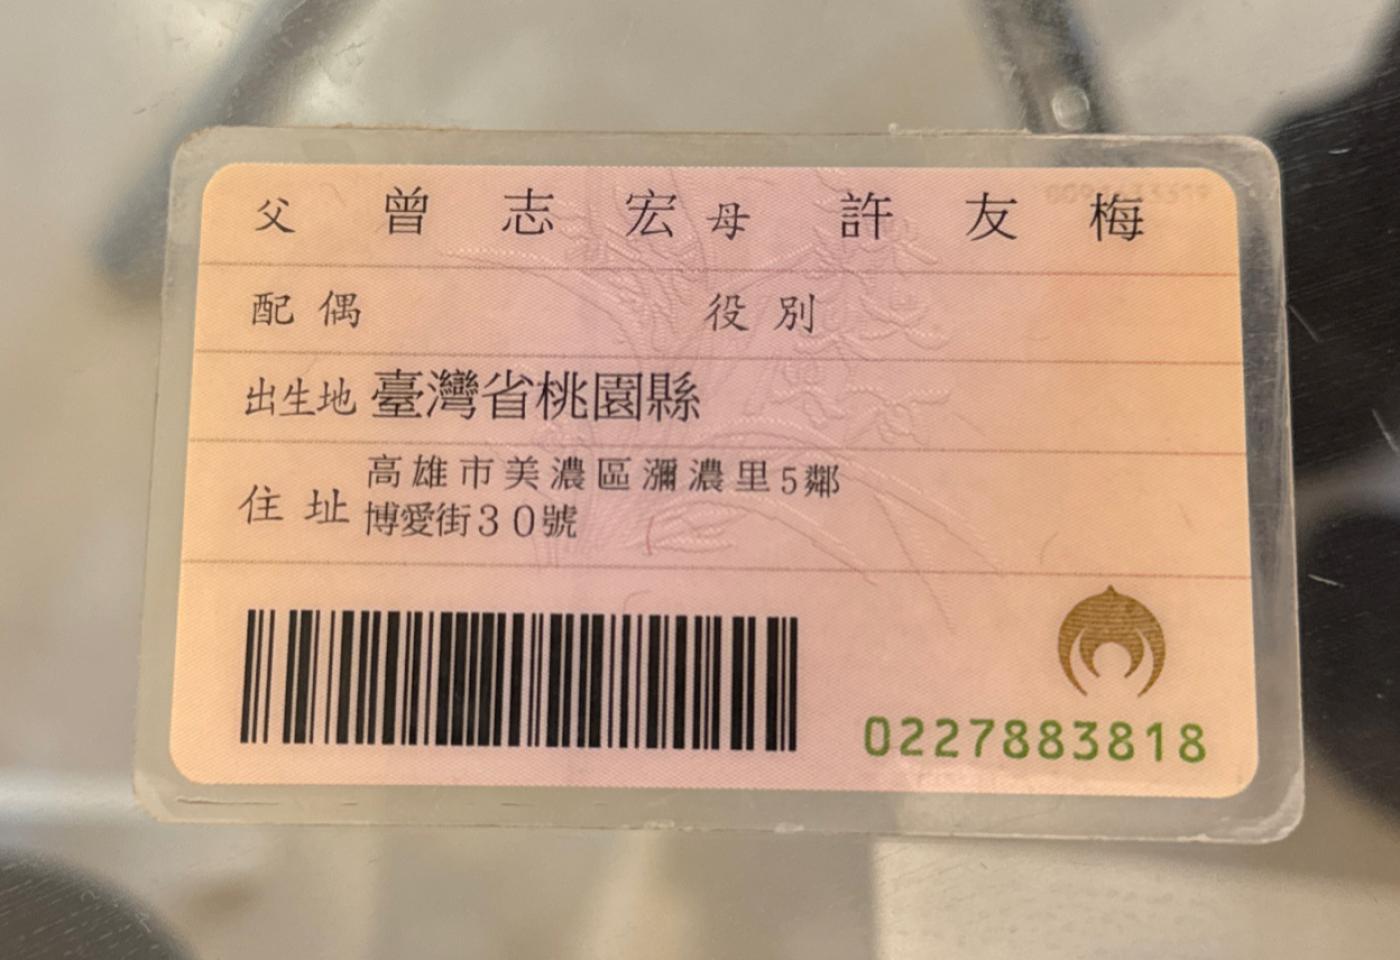 父 曾志宏 母 許友梅
配偶 役別
出生地 臺灣省桃園縣
住址 高雄市美濃區瀰濃里5鄰
博愛街30號
0227883818